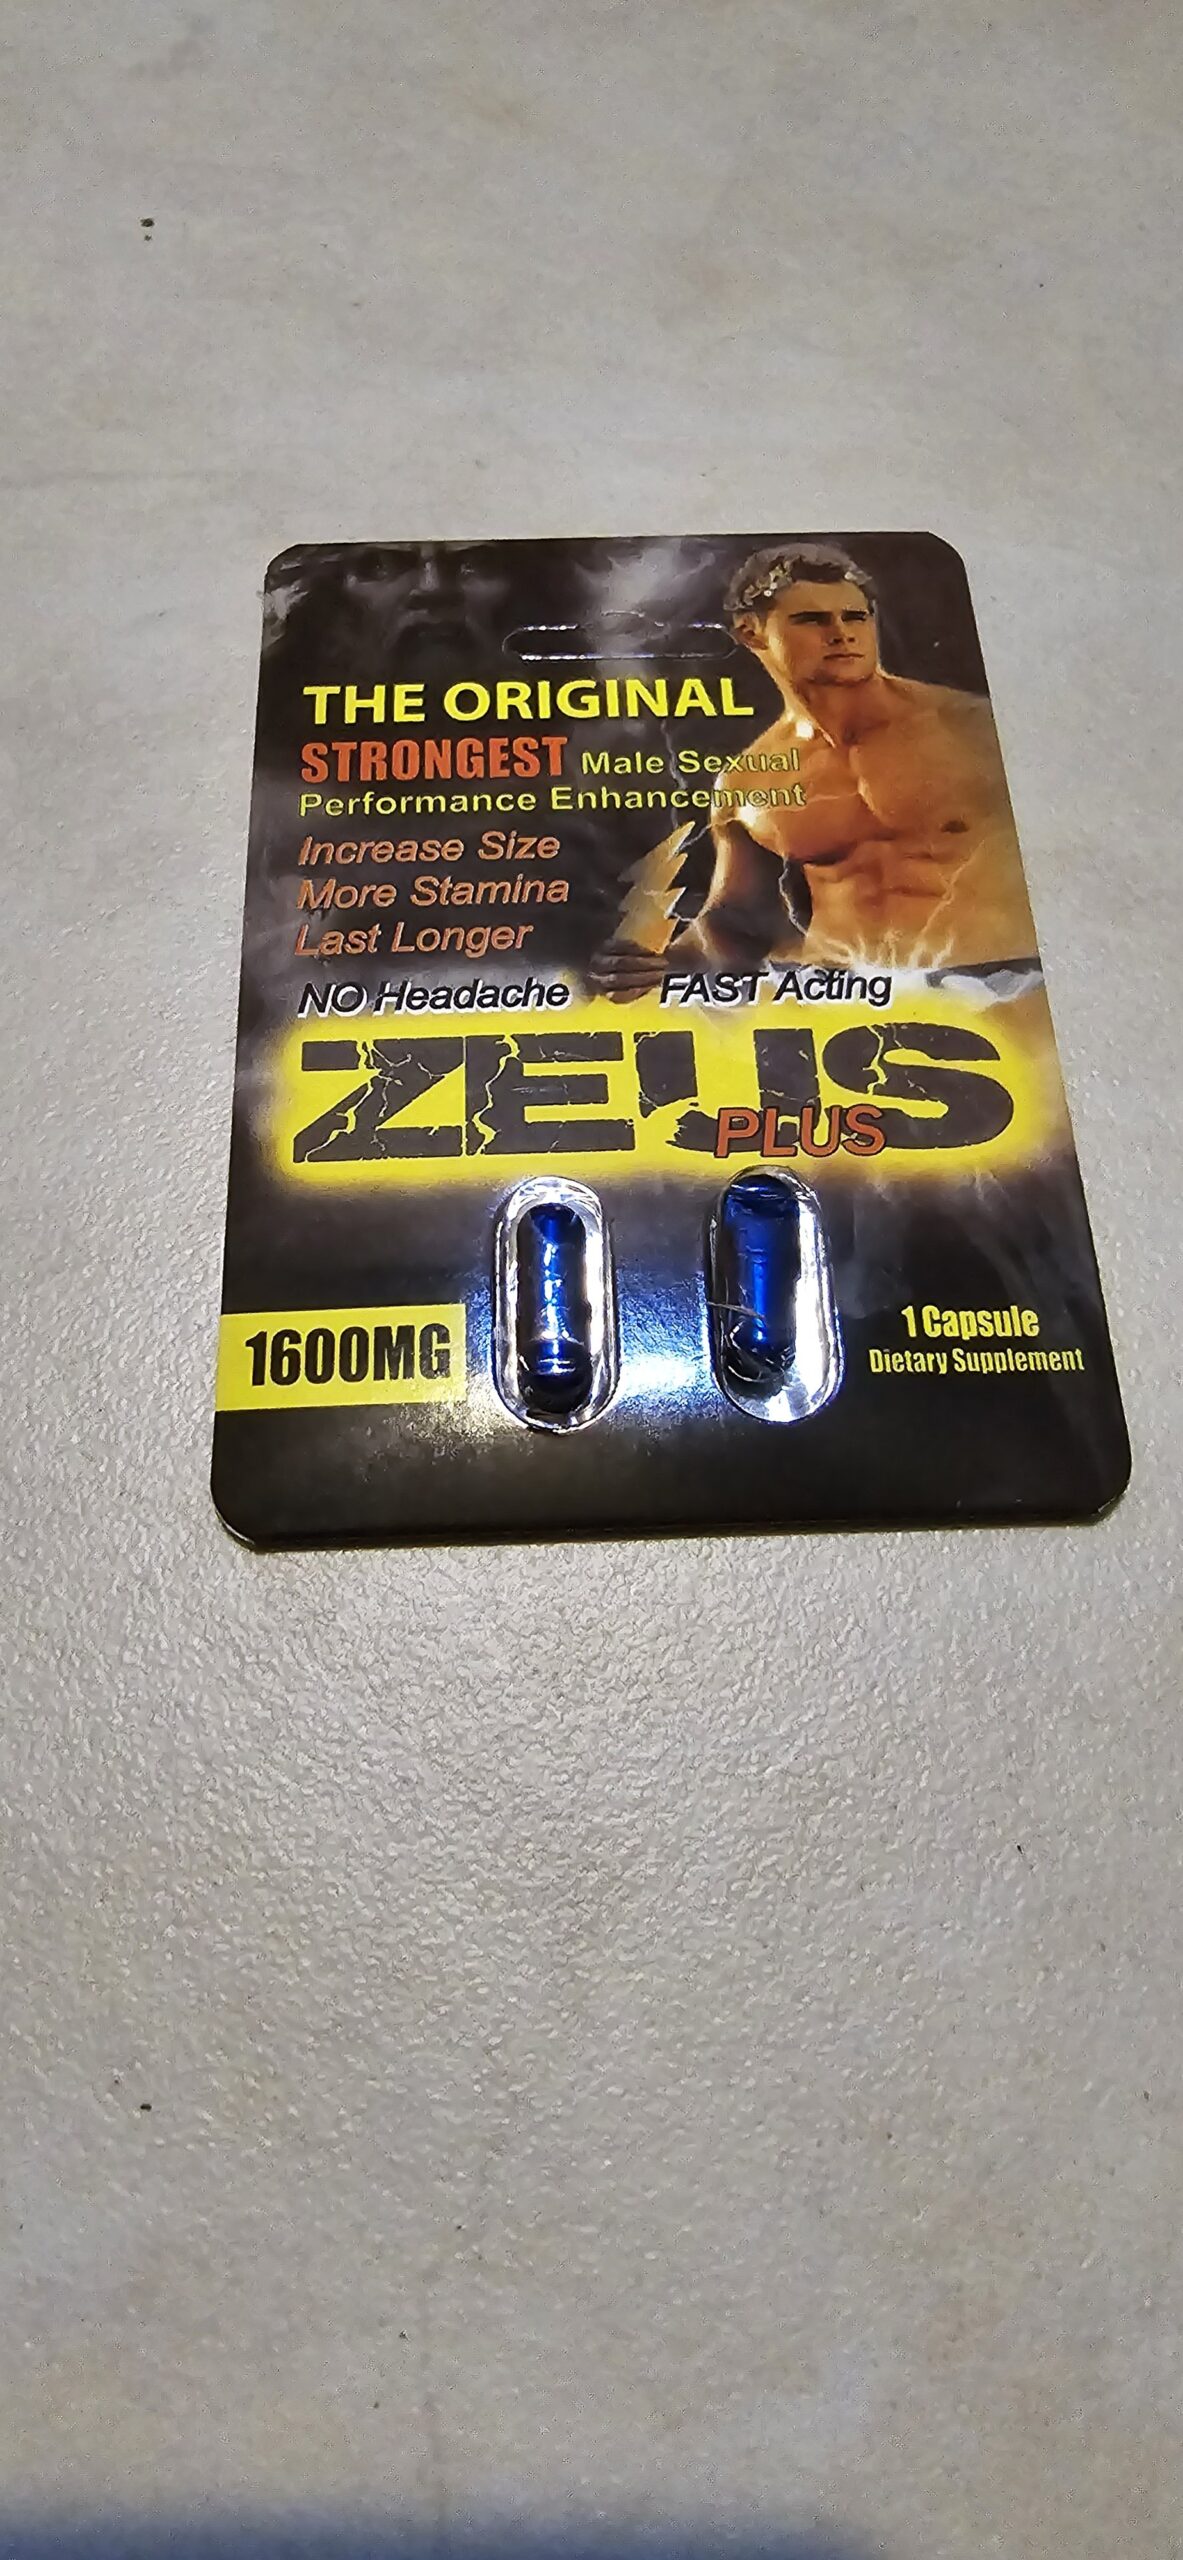 THE ORIGINAL
STRONGEST Male Sexual
Performance Enhancement
Increase Size
More Stamina
Last Longer
NO Headache FAST Acting
ZEUS
PLUS
1600MG
1 Capsule
Dietary Supplement